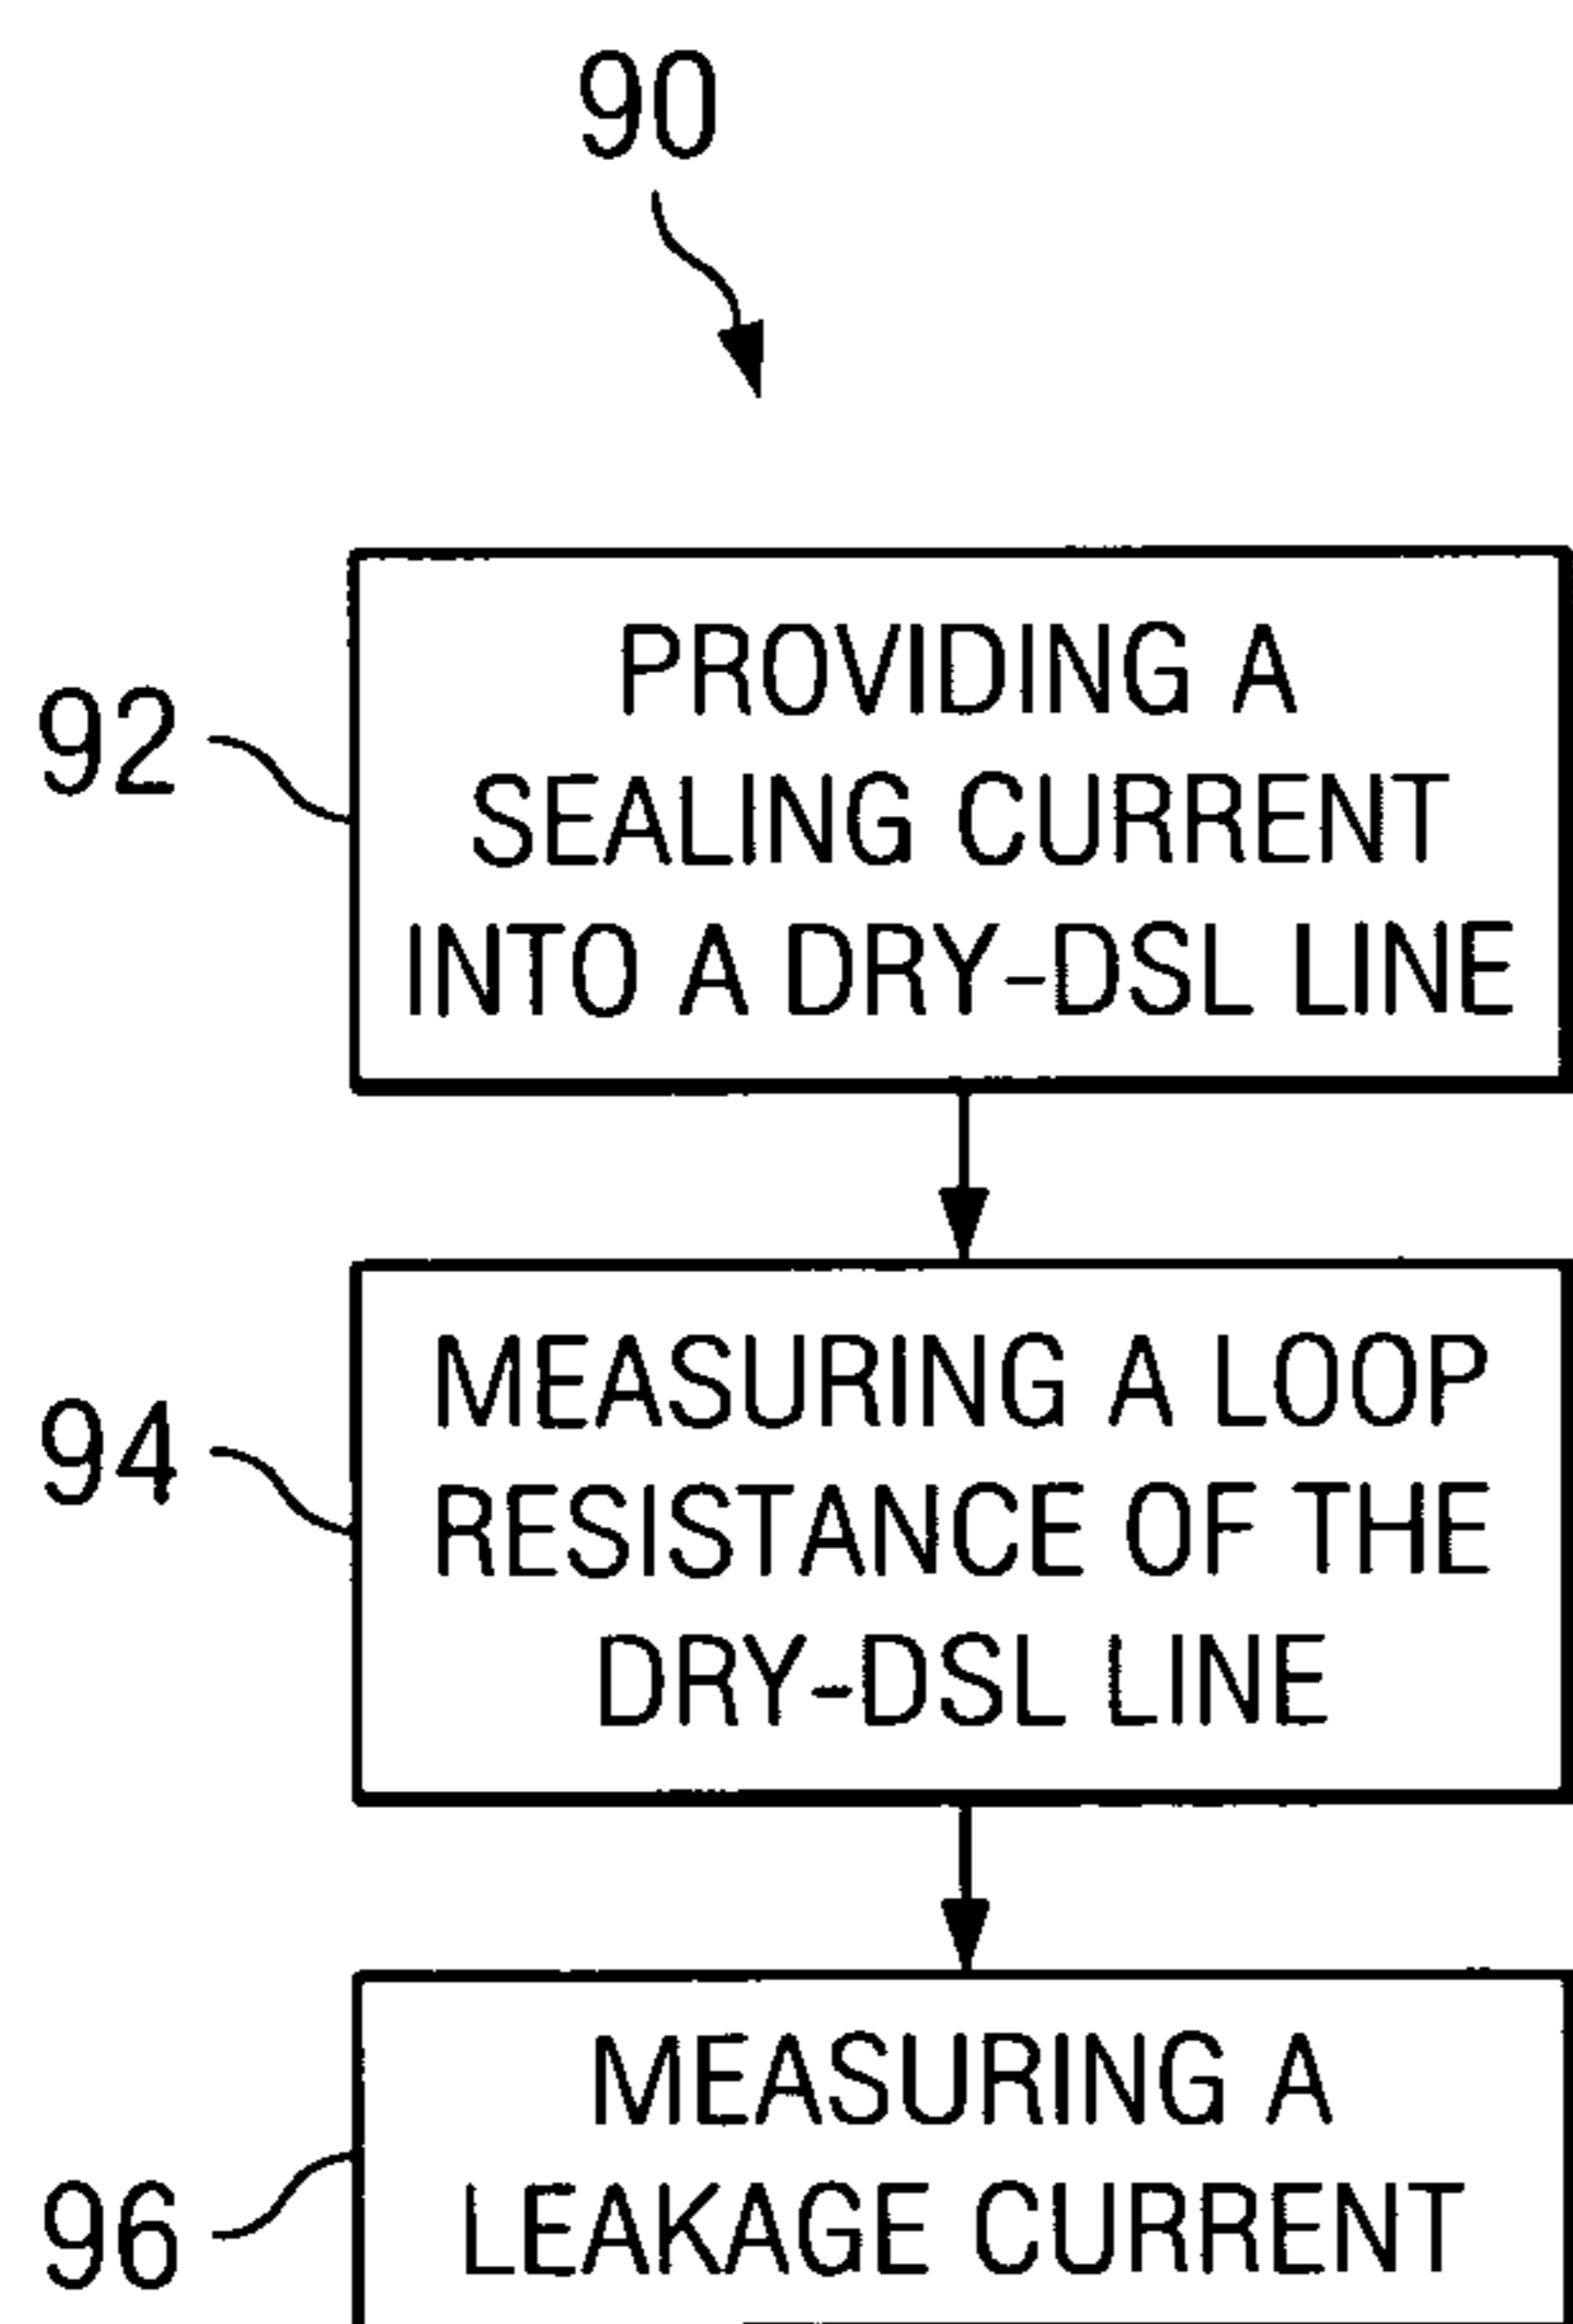 90
92
PROVIDING A
SEALING CURRENT
INTO A DRY-DSL LINE
94
MEASURING A LOOP
RESISTANCE OF THE
DRY-DSL LINE
96
MEASURING A
LEAKAGE CURRENT